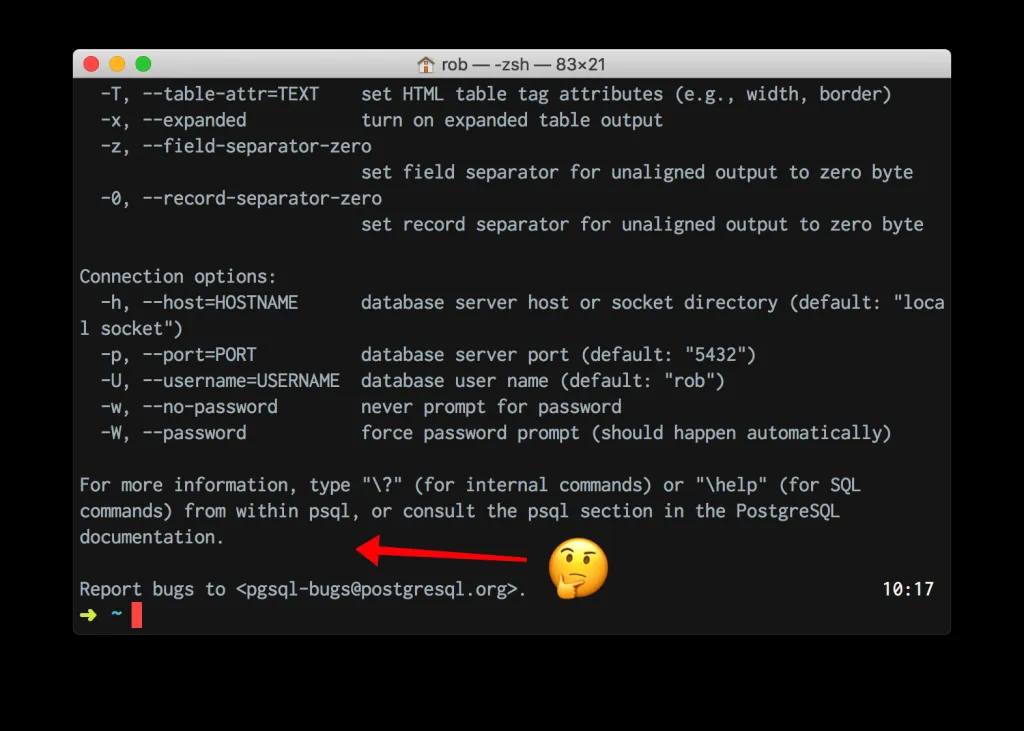 rob — -zsh — 83×21
-T, --table-attr=TEXT    set HTML table tag attributes (e.g., width, border)
-x, --expanded           turn on expanded table output
-z, --field-separator-zero
                         set field separator for unaligned output to zero byte
-0, --record-separator-zero
                         set record separator for unaligned output to zero byte
Connection options:
-h, --host=HOSTNAME      database server host or socket directory (default: "loca
l socket")
-p, --port=PORT          database server port (default: "5432")
-U, --username=USERNAME  database user name (default: "rob")
-w, --no-password        never prompt for password
-W, --password           force password prompt (should happen automatically)
For more information, type "\?" (for internal commands) or "\help" (for SQL
commands) from within psql, or consult the psql section in the PostgreSQL
documentation.
Report bugs to <pgsql-bugs@postgresql.org>.                    10:17
➜ ~